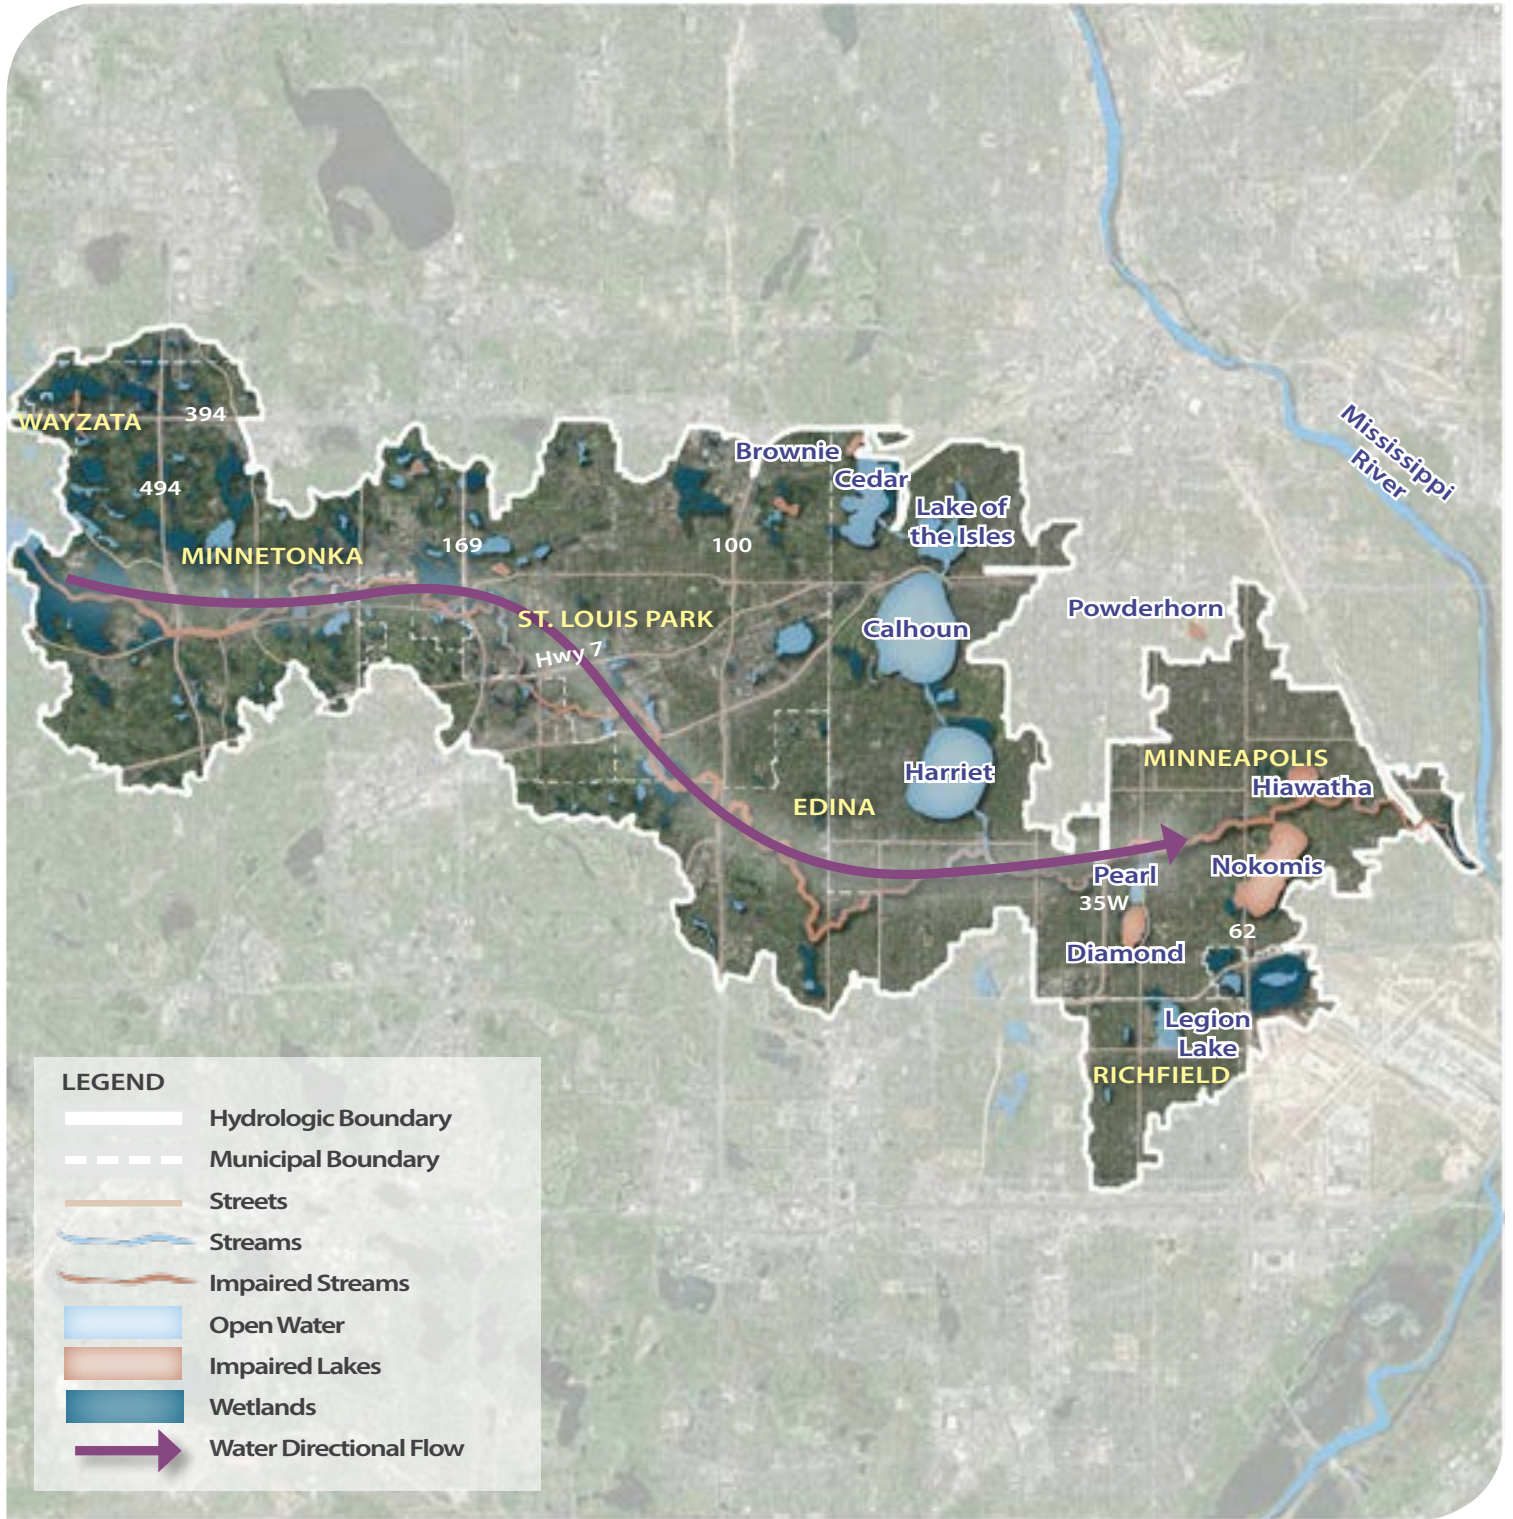 Mississippi
River
WAYZATA
394
Brownie
Cedar
494
Lake of
the Isles
MINNETONKA
169
100
ST. LOUIS PARK
Powderhorn
Calhoun
Hwy 7
MINNEAPOLIS
Harriet
Hiawatha
EDINA
Nokomis
Pearl
35W
62
Diamond
Legion
Lake
RICHFIELD
LEGEND
Hydrologic Boundary
Municipal Boundary
Streets
Streams
Impaired Streams
Open Water
Impaired Lakes
Wetlands
Water Directional Flow